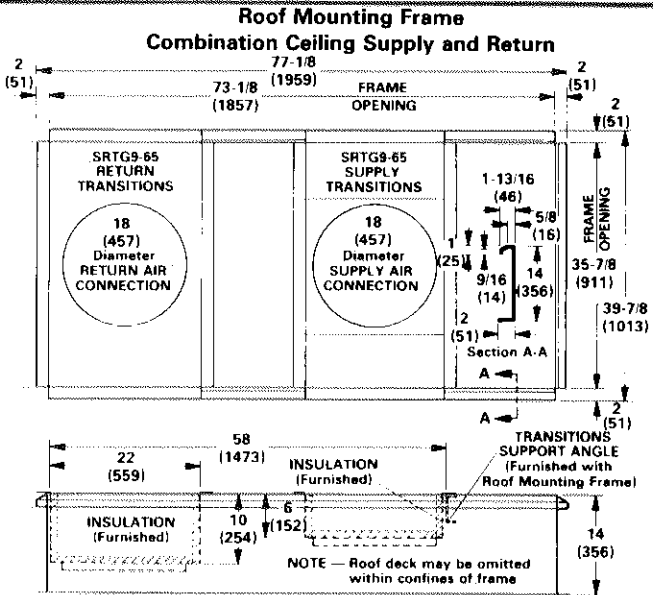 Roof Mounting Frame
Combination Ceiling Supply and Return
77-1/8
(1959)
2
(51)
73-1/8
(1857)
FRAME
OPENING
2
(51)
2
(51)
SRTG9-65
RETURN
TRANSITIONS
18
(457)
Diameter
RETURN AIR
CONNECTION
SRTG9-65
SUPPLY
TRANSITIONS
18
(457)
Diameter
SUPPLY AIR
CONNECTION
1-13/16
(46)
5/8
(16)
1
(25)
9/16
(14)
14
(356)
2
(51)
Section A-A
A
A
FRAME
OPENING
35-7/8
(911)
39-7/8
(1013)
2
(51)
58
(1473)
22
(559)
INSULATION
(Furnished)
TRANSITIONS
SUPPORT ANGLE
(Furnished with
Roof Mounting Frame)
INSULATION
(Furnished)
10
(254)
6
(152)
14
(356)
NOTE — Roof deck may be omitted
within confines of frame